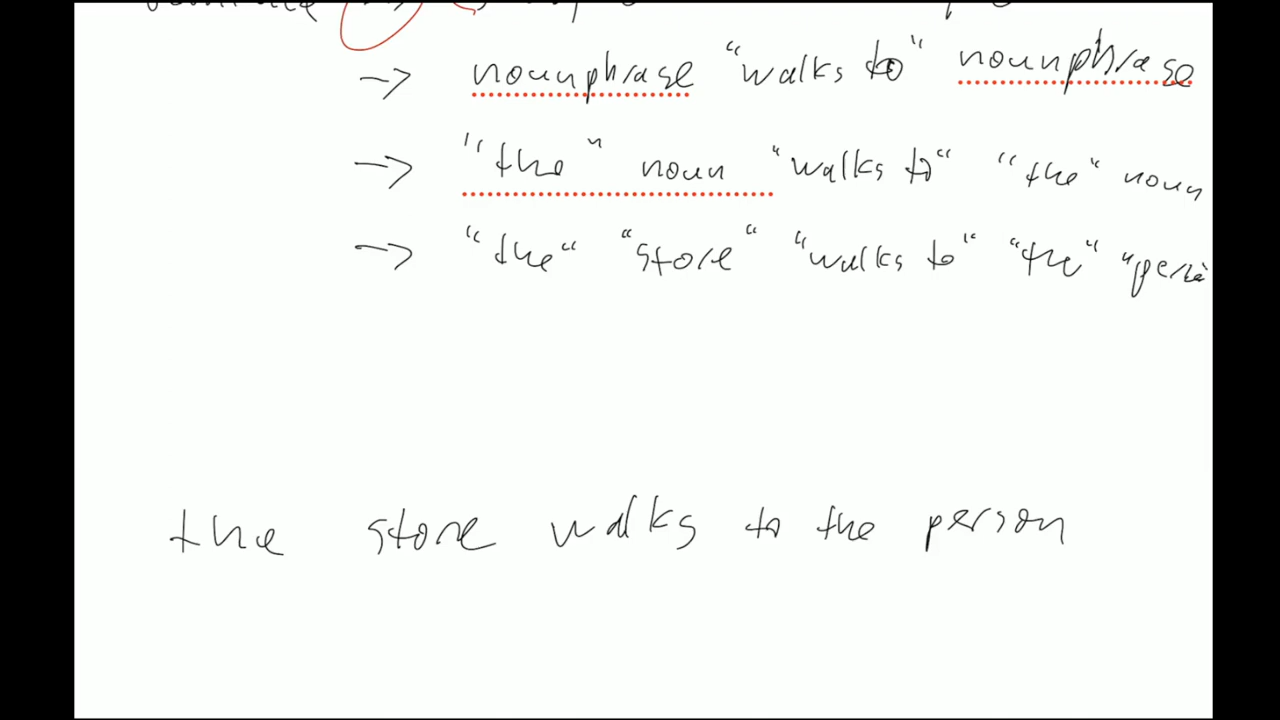 → nounphrase "walks to" nounphrase
→ "the" noun "walks to" "the" noun
→ "the" "store" "walks to" "the"
the store walks to the person